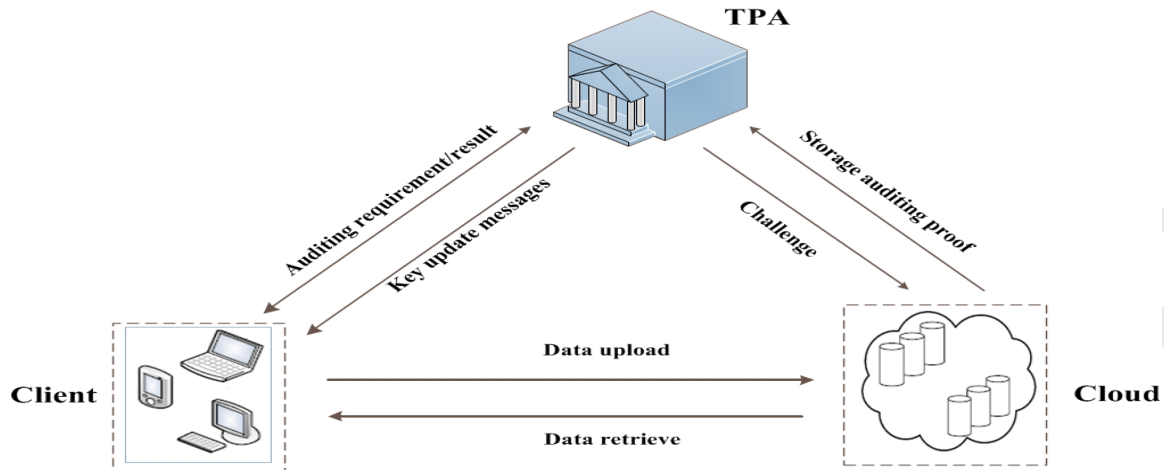 TPA
Auditing requirement/result
Key update messages
Challenge
Storage auditing proof
Client
Data upload
Data retrieve
Cloud